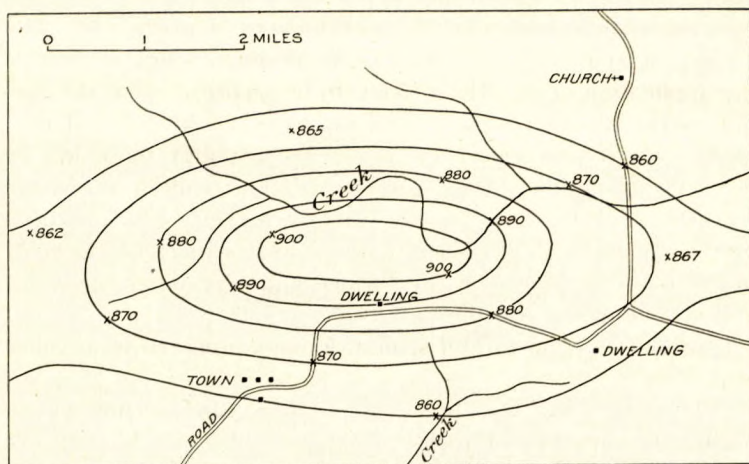 0 1 2 MILES
CHURCH
865
860
880
870
Creek
862
880
900
890
867
900
890
DWELLING
870
880
DWELLING
870
TOWN
860
ROAD
Creek